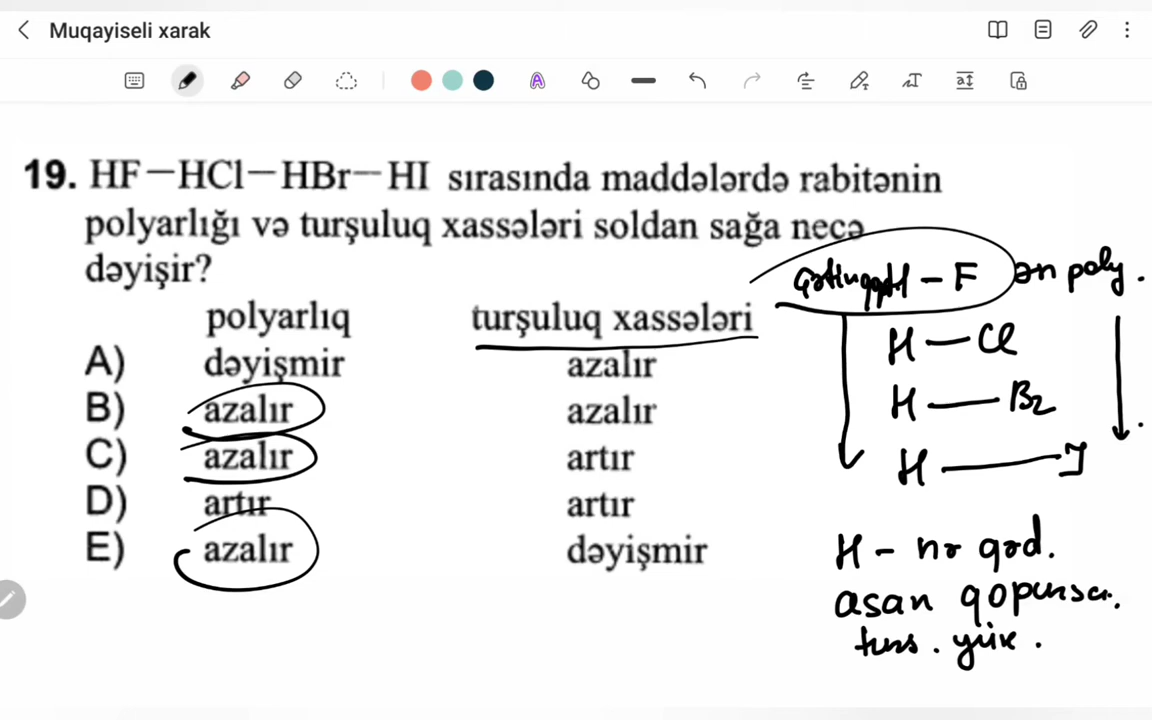 Muqayiseli xarak
19. HF—HCl—HBr—HI sırasında maddələrdə rabitənin
polyarlığı və turşuluq xassələri soldan sağa necə
dəyişir?
polyarlıq turşuluq xassələri
A) dəyişmir azalır
B) azalır azalır
C) azalır artır
D) artır artır
E) azalır dəyişmir
H – F ən poly.
H — Cl
H — Br
H — J
H – nə qəd.
asan qopursa.
turş. yük.